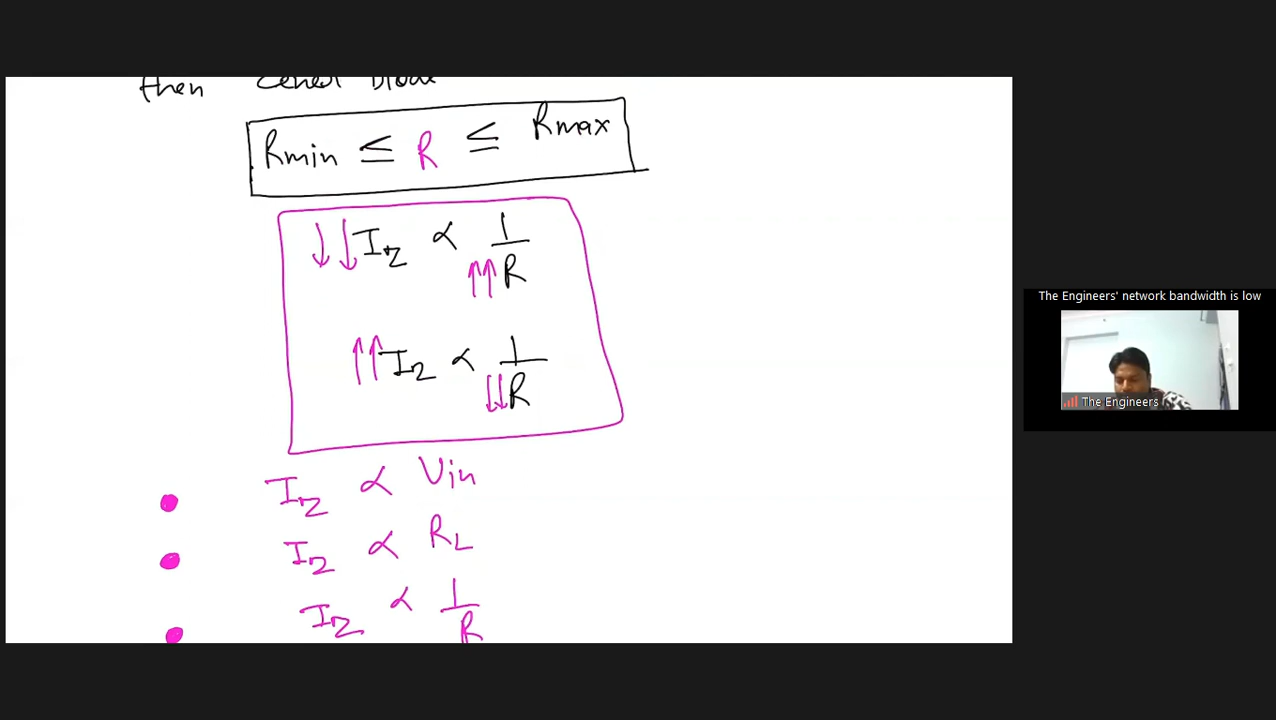 then
Rmin ≤ R ≤ Rmax
↓↓ Iz ∝ 1/↑↑R
↑↑ Iz ∝ 1/↓↓R
• Iz ∝ Vin
• Iz ∝ RL
• Iz ∝ 1/R
The Engineers' network bandwidth is low
The Engineers